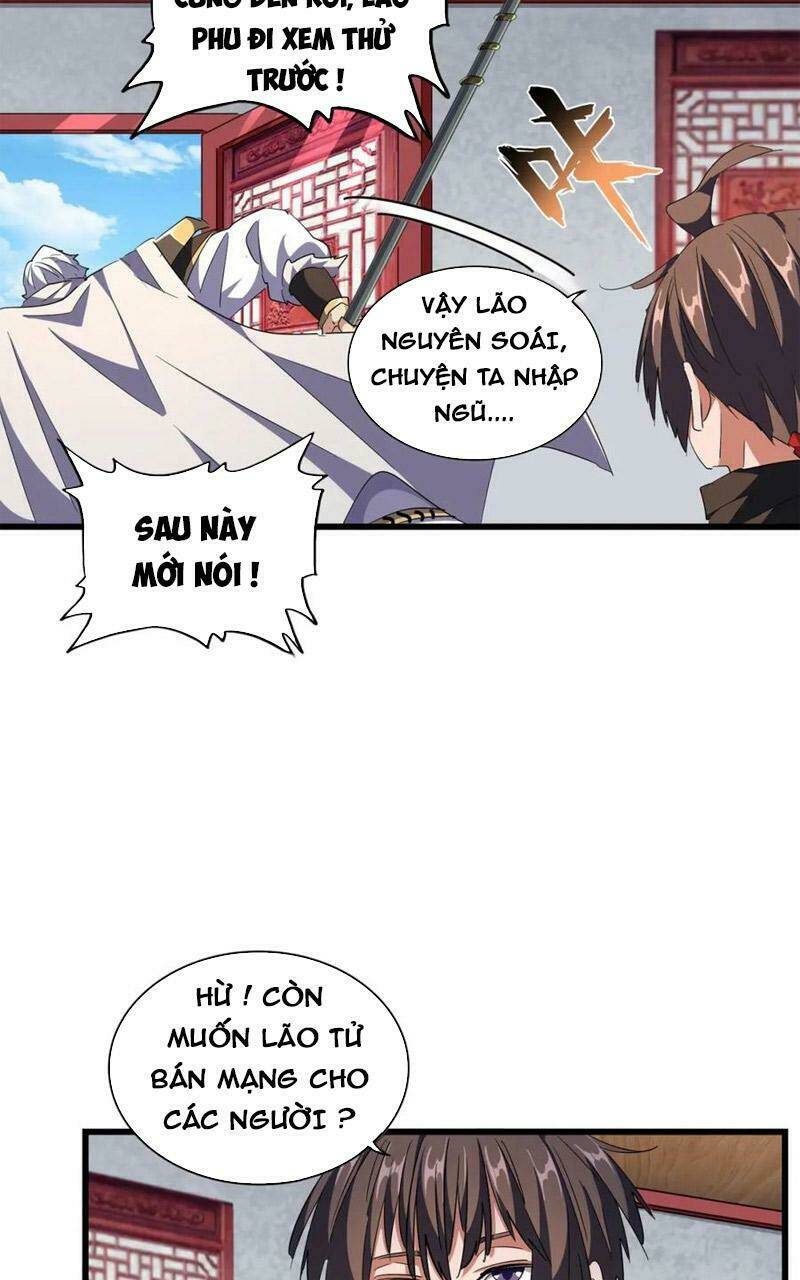 PHU ĐI XEM THỬ
TRƯỚC !
VẬY LÃO
NGUYÊN SOÁI,
CHUYỆN TA NHẬP
NGŨ....
SAU NÀY
MỚI NÓI !
HỪ ! CÒN
MUỐN LÃO TỬ
BÁN MẠNG CHO
CÁC NGƯỜI ?